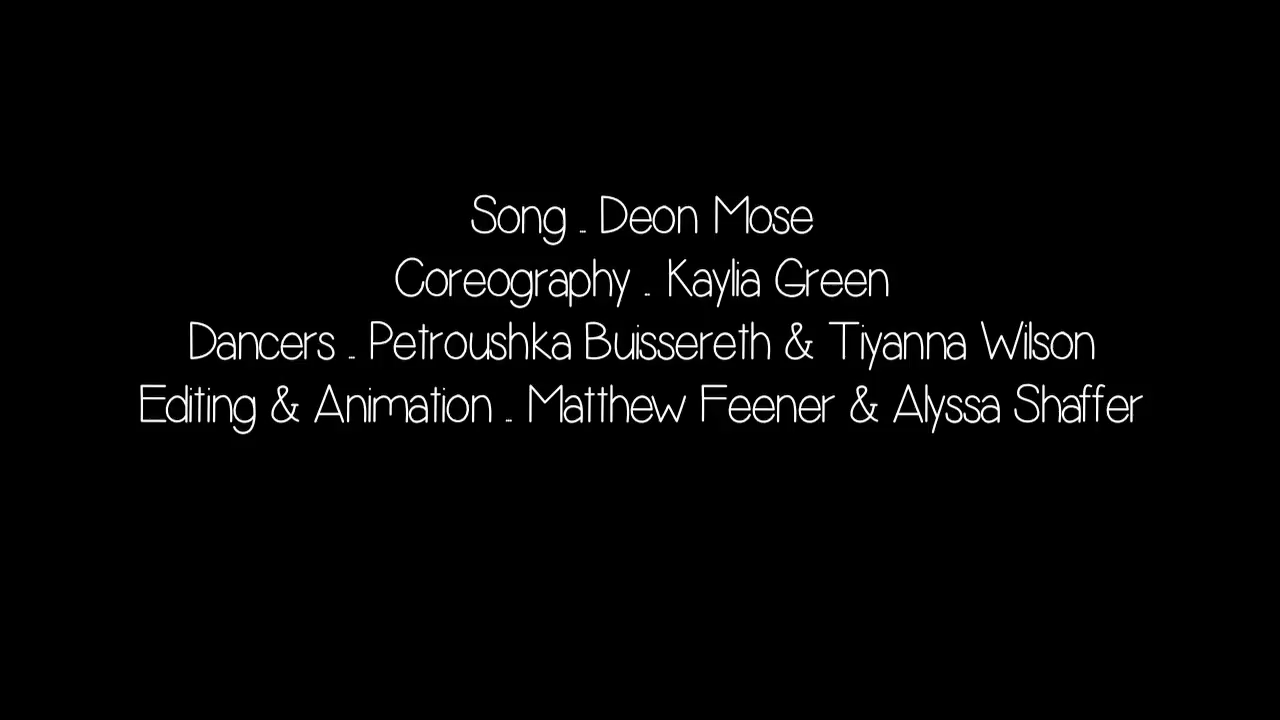 Song .. Deon Mose
Coreography .. Kaylia Green
Dancers .. Petroushka Buissereth & Tiyanna Wilson
Editing & Animation .. Matthew Feener & Alyssa Shaffer